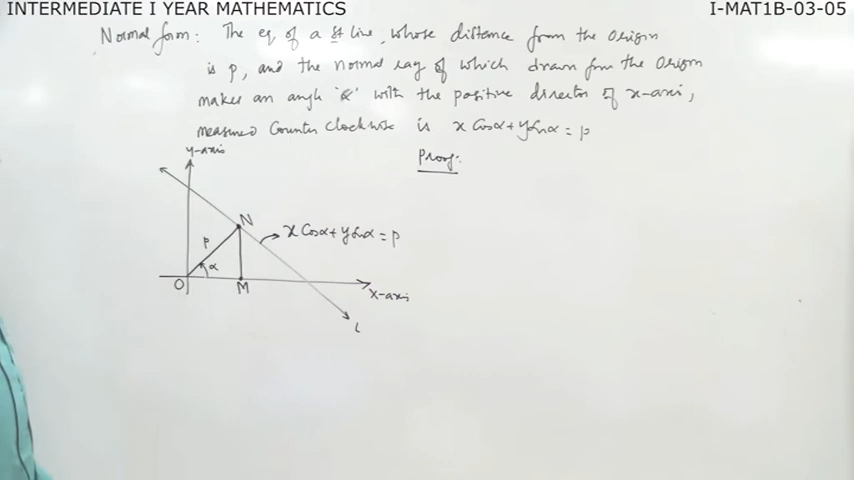 INTERMEDIATE I YEAR MATHEMATICS
I-MAT1B-03-05
Normal form: The eq of a st line, whose distance from the origin
is p, and the normal ray of which drawn from the origin
makes an angle 'α' with the positive direction of x-axis,
measured Counter Clockwise is x Cosα + y Sinα = p
Proof:
y-axis
N
x Cosα + y Sinα = p
p
α
O
M
x-axis
L